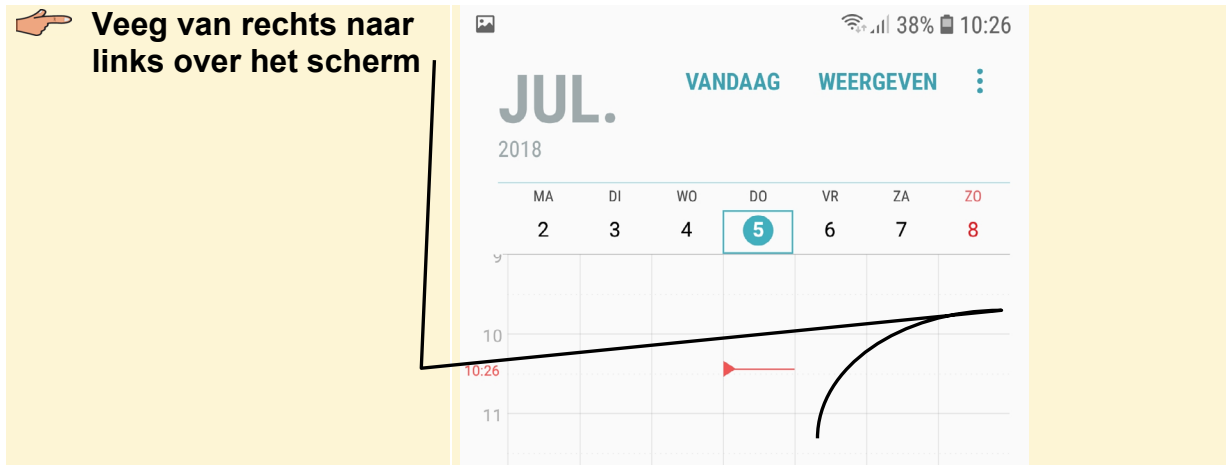 Veeg van rechts naar
links over het scherm
38% 10:26
JUL.
VANDAAG WEERGEVEN
2018
MA DI WO DO VR ZA ZO
2 3 4 5 6 7 8
9
10
10:26
11